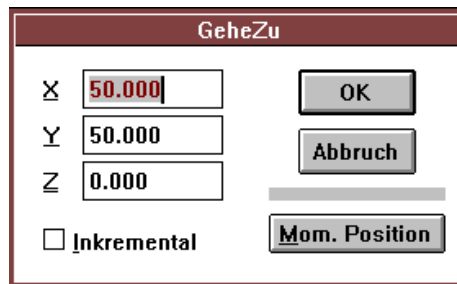 GeheZu
X 50.000
OK
Y 50.000
Abbruch
Z 0.000
Inkremental
Mom. Position